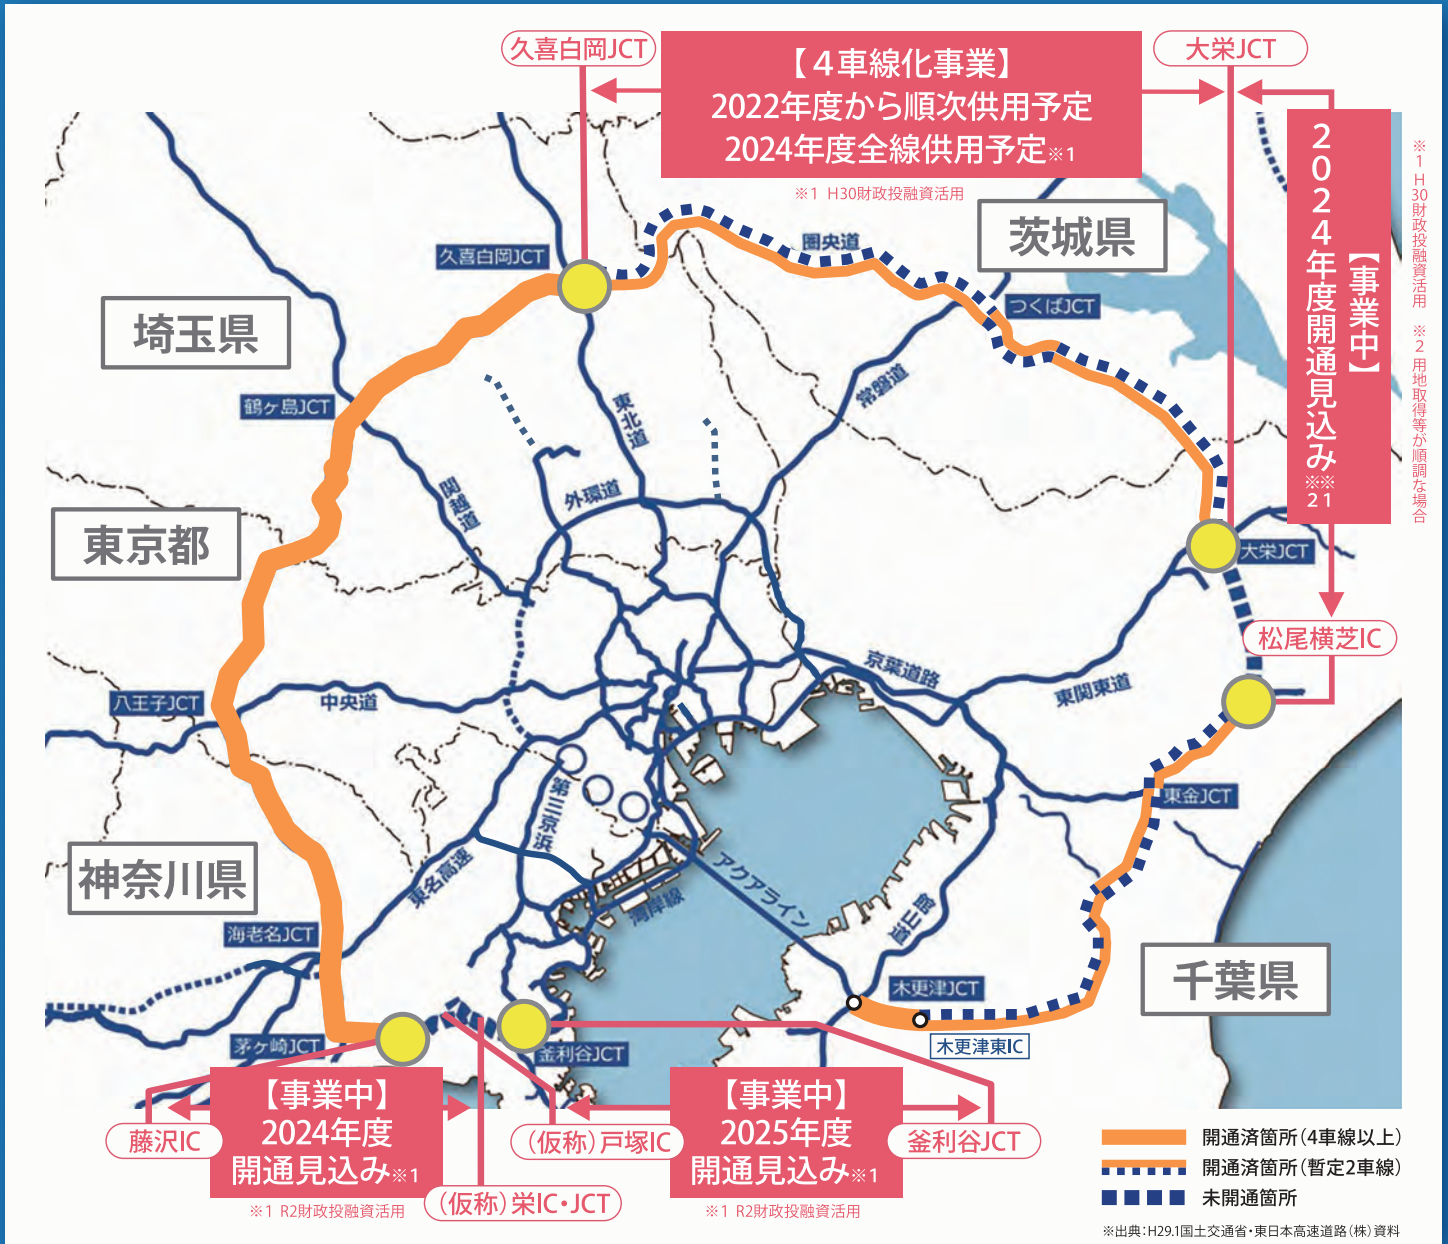 久喜白岡JCT
【４車線化事業】
2022年度から順次供用予定
2024年度全線供用予定※1
※1 H30財政投融資活用
大栄JCT
【事業中】
2024年度開通見込み※1※2
※1 H30財政投融資活用　※2 用地取得等が順調な場合
茨城県
圏央道
久喜白岡JCT
つくばJCT
埼玉県
鶴ヶ島JCT
東北道
常磐道
関越道
外環道
東京都
大栄JCT
松尾横芝IC
京葉道路
東関東道
八王子JCT
中央道
東金JCT
第三京浜
神奈川県
東名高速
アクアライン
湾岸線
館山道
海老名JCT
千葉県
木更津JCT
木更津東IC
茅ヶ崎JCT
釜利谷JCT
藤沢IC
【事業中】
2024年度
開通見込み※1
※1 R2財政投融資活用
（仮称）戸塚IC
（仮称）栄IC・JCT
【事業中】
2025年度
開通見込み※1
※1 R2財政投融資活用
釜利谷JCT
開通済箇所（4車線以上）
開通済箇所（暫定2車線）
未開通箇所
※出典：H29.1国土交通省・東日本高速道路（株）資料